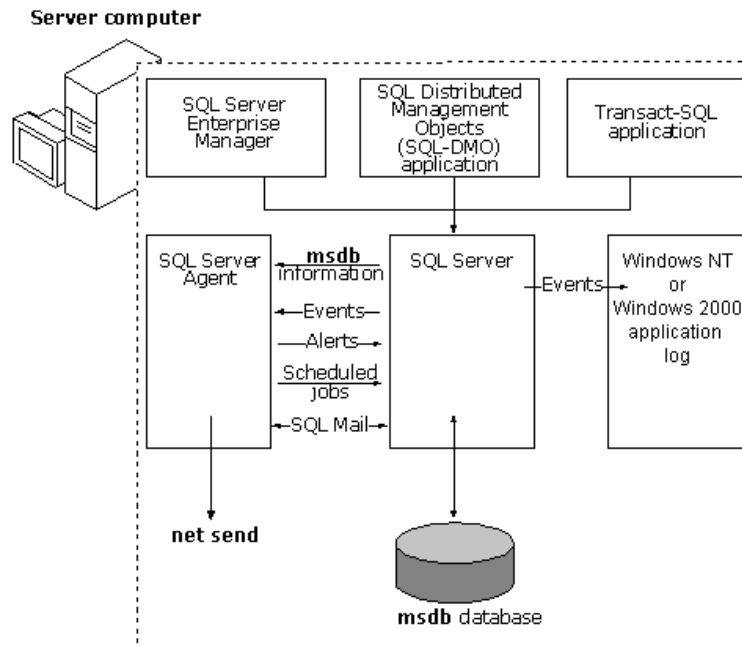 Server computer
SQL Server
Enterprise
Manager
SQL Distributed
Management
Objects
(SQL-DMO)
application
Transact-SQL
application
SQL Server
Agent
msdb
information
Events
Alerts
Scheduled
jobs
SQL Mail
SQL Server
Events
Windows NT
or
Windows 2000
application
log
net send
msdb database